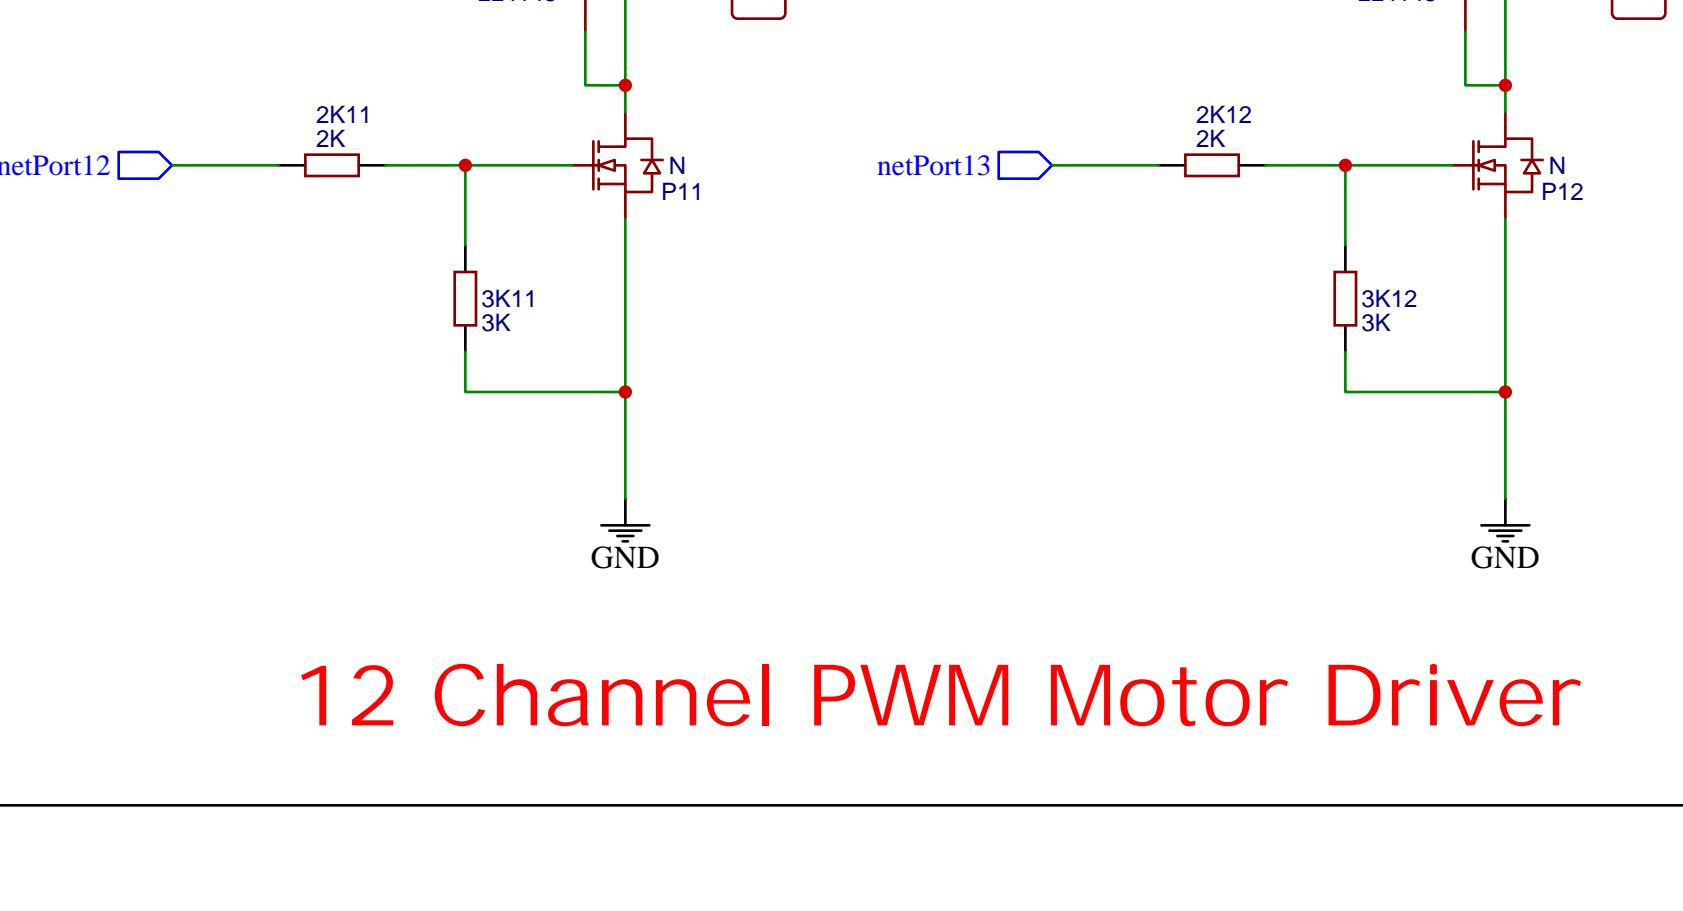 2K11
2K
netPort12
N
P11
3K11
3K
GND
2K12
2K
netPort13
N
P12
3K12
3K
GND
12 Channel PWM Motor Driver